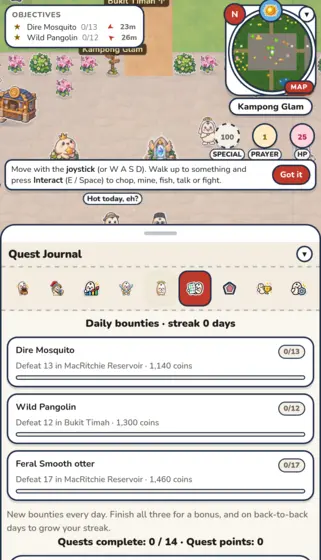 Bukit Timah
OBJECTIVES
★ Dire Mosquito 0/13 23m
★ Wild Pangolin 0/12 26m
Kampong Glam
N
MAP
Kampong Glam
100
1
25
SPECIAL
PRAYER
HP
Move with the joystick (or W A S D). Walk up to something and
press Interact (E / Space) to chop, mine, fish, talk or fight.
Got it
Hot today, eh?
Quest Journal
Daily bounties · streak 0 days
Dire Mosquito
0/13
Defeat 13 in MacRitchie Reservoir · 1,140 coins
Wild Pangolin
0/12
Defeat 12 in Bukit Timah · 1,300 coins
Feral Smooth otter
0/17
Defeat 17 in MacRitchie Reservoir · 1,460 coins
New bounties every day. Finish all three for a bonus, and on back-to-back
days to grow your streak.
Quests complete: 0 / 14 · Quest points: 0